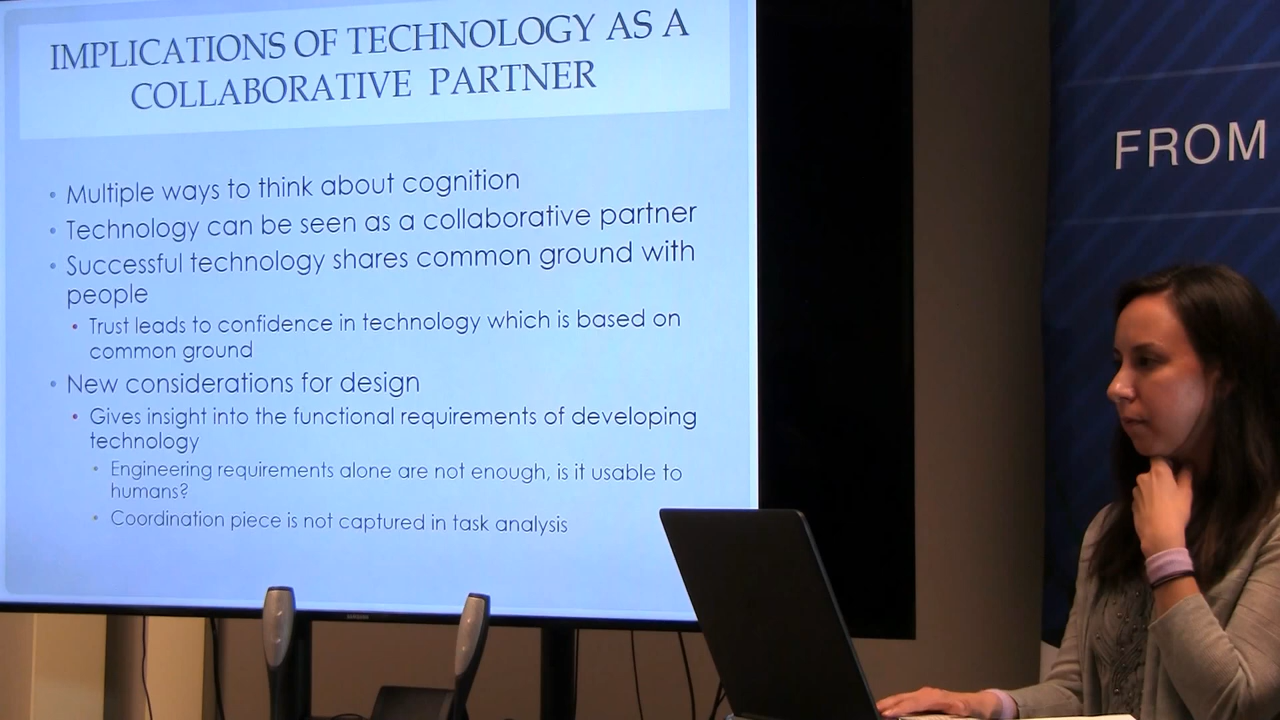 IMPLICATIONS OF TECHNOLOGY AS A
COLLABORATIVE PARTNER
• Multiple ways to think about cognition
• Technology can be seen as a collaborative partner
• Successful technology shares common ground with
people
• Trust leads to confidence in technology which is based on
common ground
• New considerations for design
• Gives insight into the functional requirements of developing
technology
• Engineering requirements alone are not enough, is it usable to
humans?
• Coordination piece is not captured in task analysis
SAMSUNG
FROM